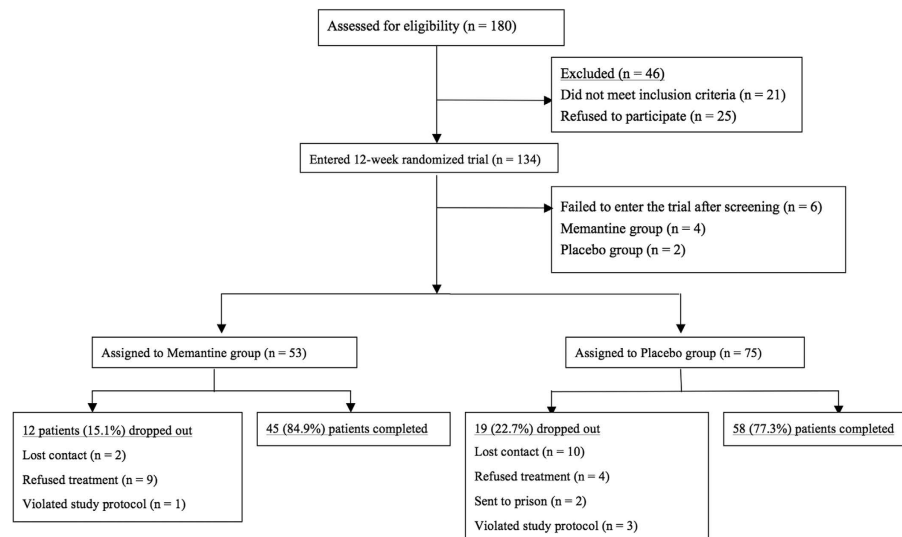 Assessed for eligibility (n = 180)
Excluded (n = 46)
Did not meet inclusion criteria (n = 21)
Refused to participate (n = 25)
Entered 12-week randomized trial (n = 134)
Failed to enter the trial after screening (n = 6)
Memantine group (n = 4)
Placebo group (n = 2)
Assigned to Memantine group (n = 53)
Assigned to Placebo group (n = 75)
12 patients (15.1%) dropped out
Lost contact (n = 2)
Refused treatment (n = 9)
Violated study protocol (n = 1)
45 (84.9%) patients completed
19 (22.7%) dropped out
Lost contact (n = 10)
Refused treatment (n = 4)
Sent to prison (n = 2)
Violated study protocol (n = 3)
58 (77.3%) patients completed